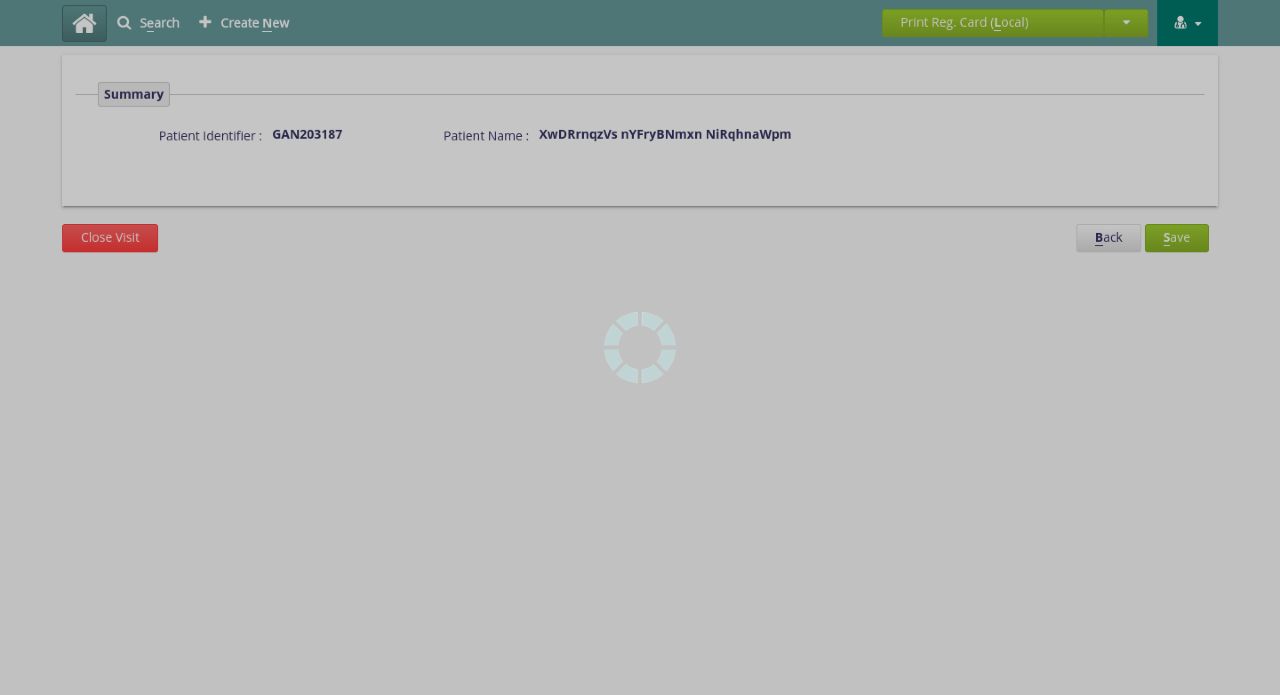 Search
Create New
Print Reg. Card (Local)
Summary
Patient Identifier : GAN203187
Patient Name : XwDRrnqzVs nYFryBNmxn NiRqhnaWpm
Close Visit
Back
Save